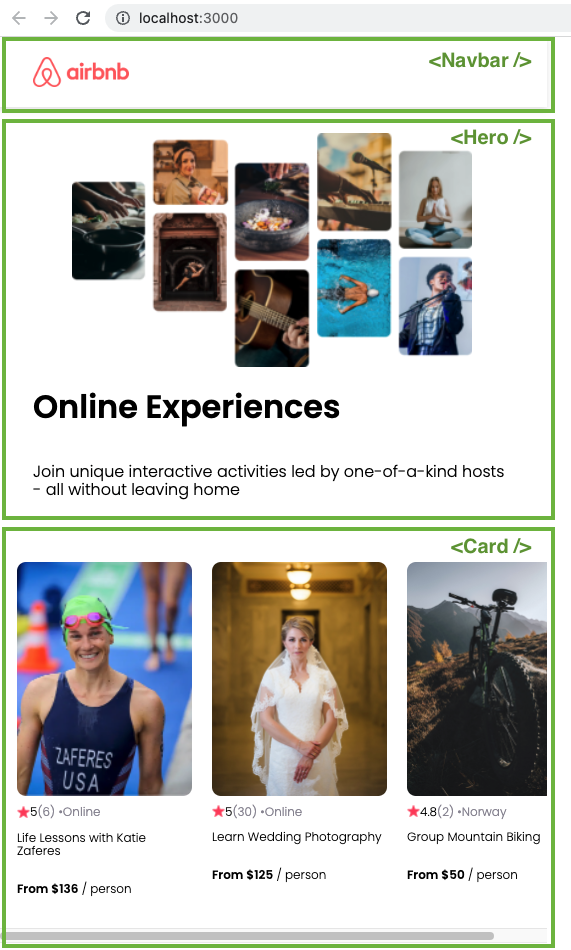 localhost:3000
<Navbar />
airbnb
<Hero />
Online Experiences
Join unique interactive activities led by one-of-a-kind hosts
- all without leaving home
<Card />
ZAFERES
USA
5(6) •Online
Life Lessons with Katie
Zaferes
From $136 / person
5(30) •Online
Learn Wedding Photography
From $125 / person
4.8(2) •Norway
Group Mountain Biking
From $50 / person